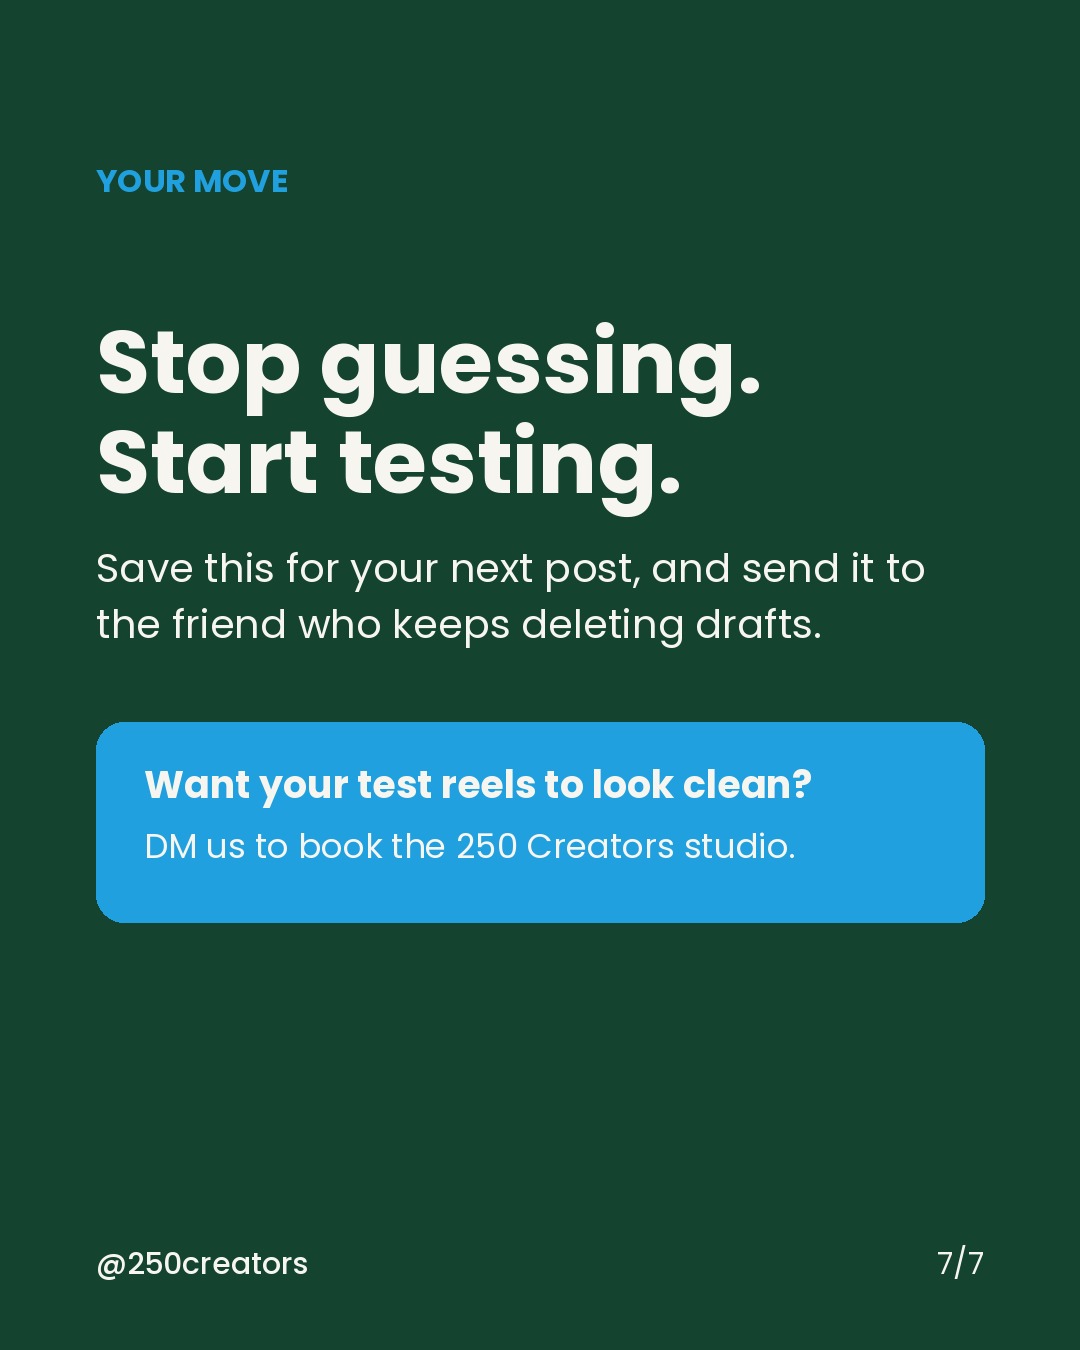 YOUR MOVE
Stop guessing.
Start testing.
Save this for your next post, and send it to
the friend who keeps deleting drafts.
Want your test reels to look clean?
DM us to book the 250 Creators studio.
@250creators
7/7